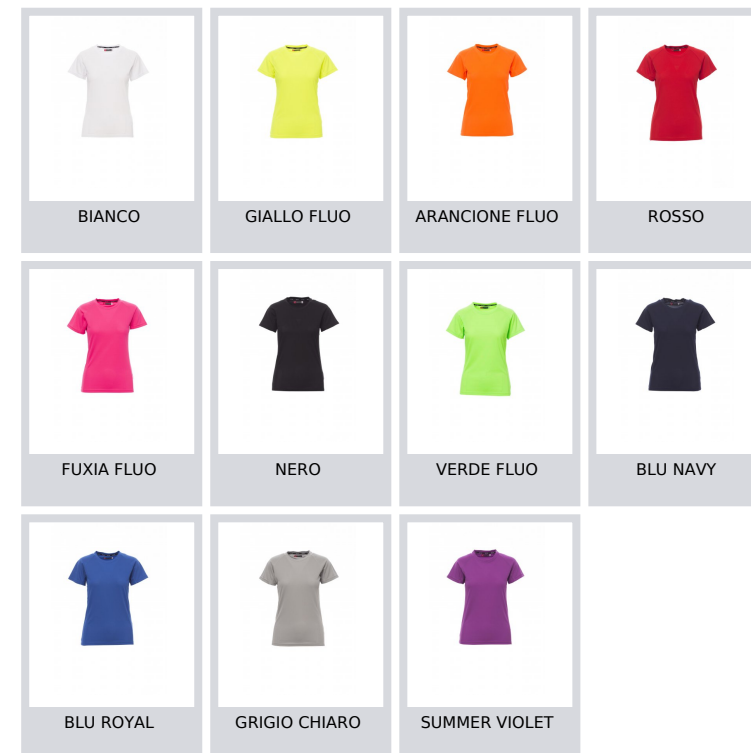 BIANCO
GIALLO FLUO
ARANCIONE FLUO
ROSSO
FUXIA FLUO
NERO
VERDE FLUO
BLU NAVY
BLU ROYAL
GRIGIO CHIARO
SUMMER VIOLET